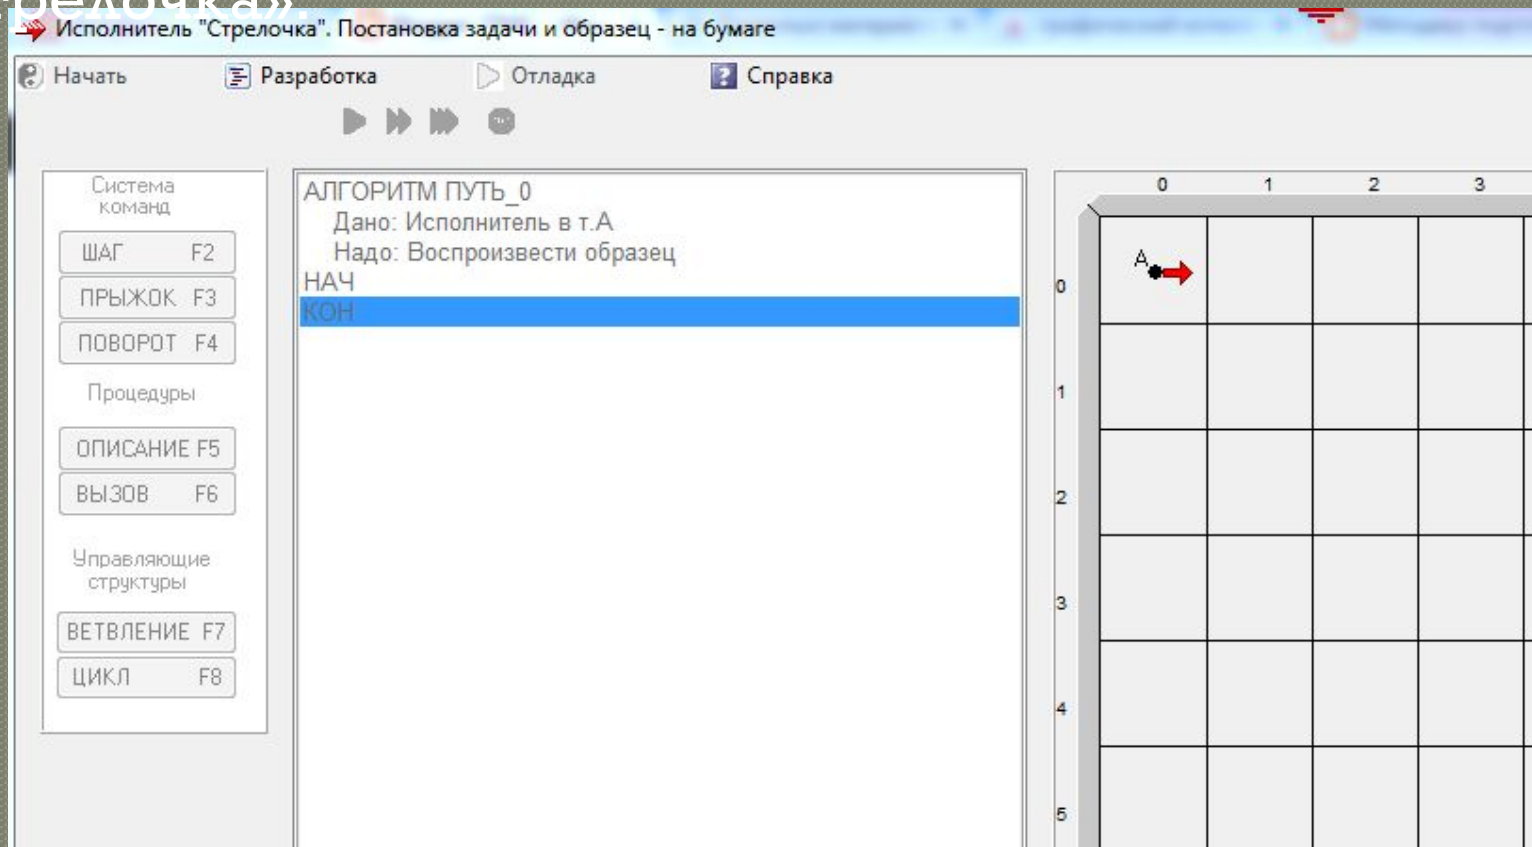 релочка».
Исполнитель "Стрелочка". Постановка задачи и образец - на бумаге
Начать Разработка Отладка Справка
Система
команд
ШАГ F2
ПРЫЖОК F3
ПОВОРОТ F4
Процедуры
ОПИСАНИЕ F5
ВЫЗОВ F6
Управляющие
структуры
ВЕТВЛЕНИЕ F7
ЦИКЛ F8
АЛГОРИТМ ПУТЬ_0
Дано: Исполнитель в т.А
Надо: Воспроизвести образец
НАЧ
КОН
0 1 2 3
A
0
1
2
3
4
5